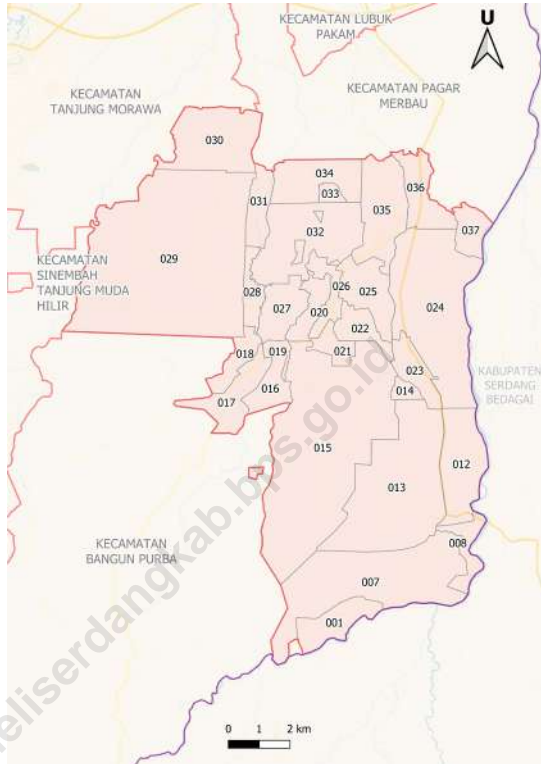 KECAMATAN LUBUK
PAKAM
U
KECAMATAN PAGAR
MERBAU
KECAMATAN
TANJUNG MORAWA
030
034
033
036
031
035
037
032
029
KECAMATAN
SINEMBAH
TANJUNG MUDA
HILIR
028
026
025
027
024
020
022
018
019
021
023
KABUPATEN
SERDANG
BEDAGAI
016
014
017
015
012
013
KECAMATAN
BANGUN PURBA
008
007
001
0 1 2 km
eliserdangkab.bps.go.id